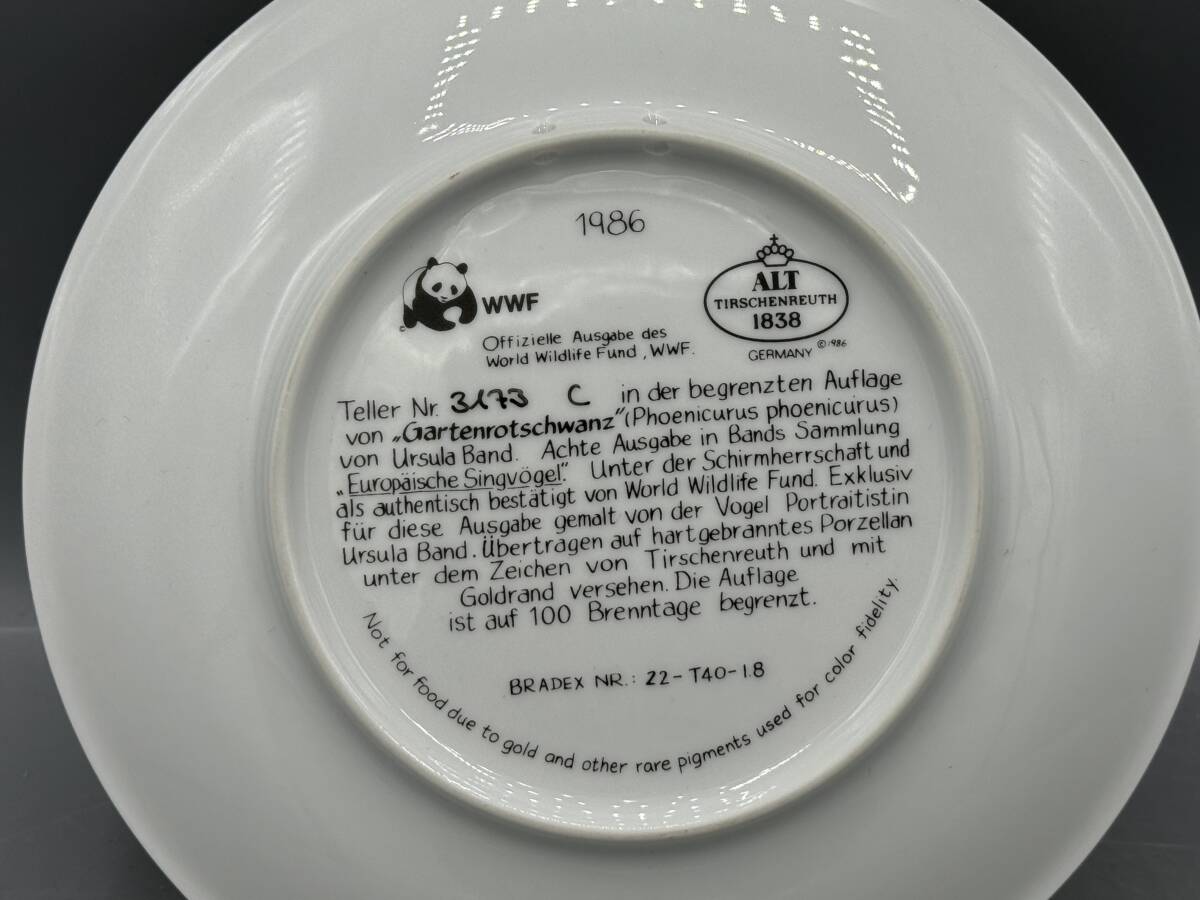 1986
WWF
©
Offizielle Ausgabe des
World Wildlife Fund, WWF.
ALT
TIRSCHENREUTH
1838
GERMANY ©1986
Teller Nr. 3173 C in der begrenzten Auflage
von „Gartenrotschwanz" (Phoenicurus phoenicurus)
von Ursula Band. Achte Ausgabe in Bands Sammlung
„Europäische Singvögel". Unter der Schirmherrschaft und
als authentisch bestätigt von World Wildlife Fund. Exklusiv
für diese Ausgabe gemalt von der Vogel Portraitistin
Ursula Band. Übertragen auf hartgebranntes Porzellan
unter dem Zeichen von Tirschenreuth und mit
Goldrand versehen. Die Auflage
ist auf 100 Brenntage begrenzt.
BRADEX NR.: 22-T40-1.8
Not for food due to gold and other rare pigments used for color fidelity.